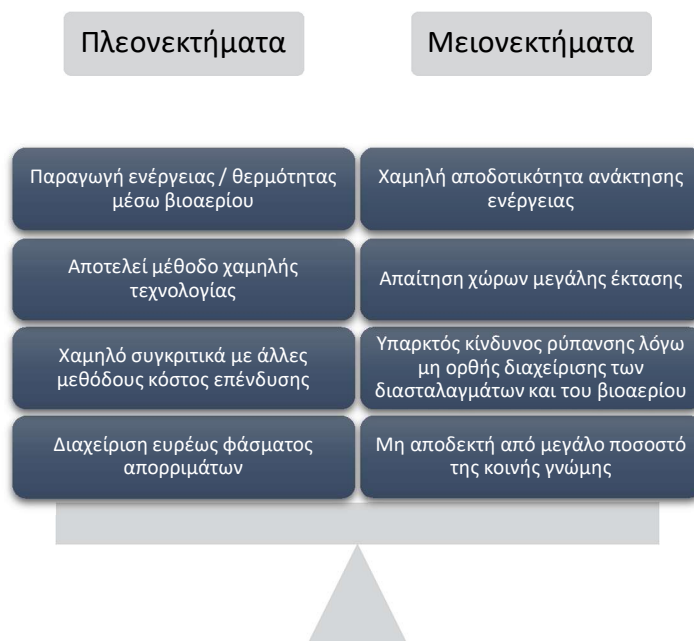 Πλεονεκτήματα
Μειονεκτήματα
Παραγωγή ενέργειας / θερμότητας
μέσω βιοαερίου
Χαμηλή αποδοτικότητα ανάκτησης
ενέργειας
Αποτελεί μέθοδο χαμηλής
τεχνολογίας
Απαίτηση χώρων μεγάλης έκτασης
Χαμηλό συγκριτικά με άλλες
μεθόδους κόστος επένδυσης
Υπαρκτός κίνδυνος ρύπανσης λόγω
μη ορθής διαχείρισης των
διασταλαγμάτων και του βιοαερίου
Διαχείριση ευρέως φάσματος
απορριμάτων
Μη αποδεκτή από μεγάλο ποσοστό
της κοινής γνώμης